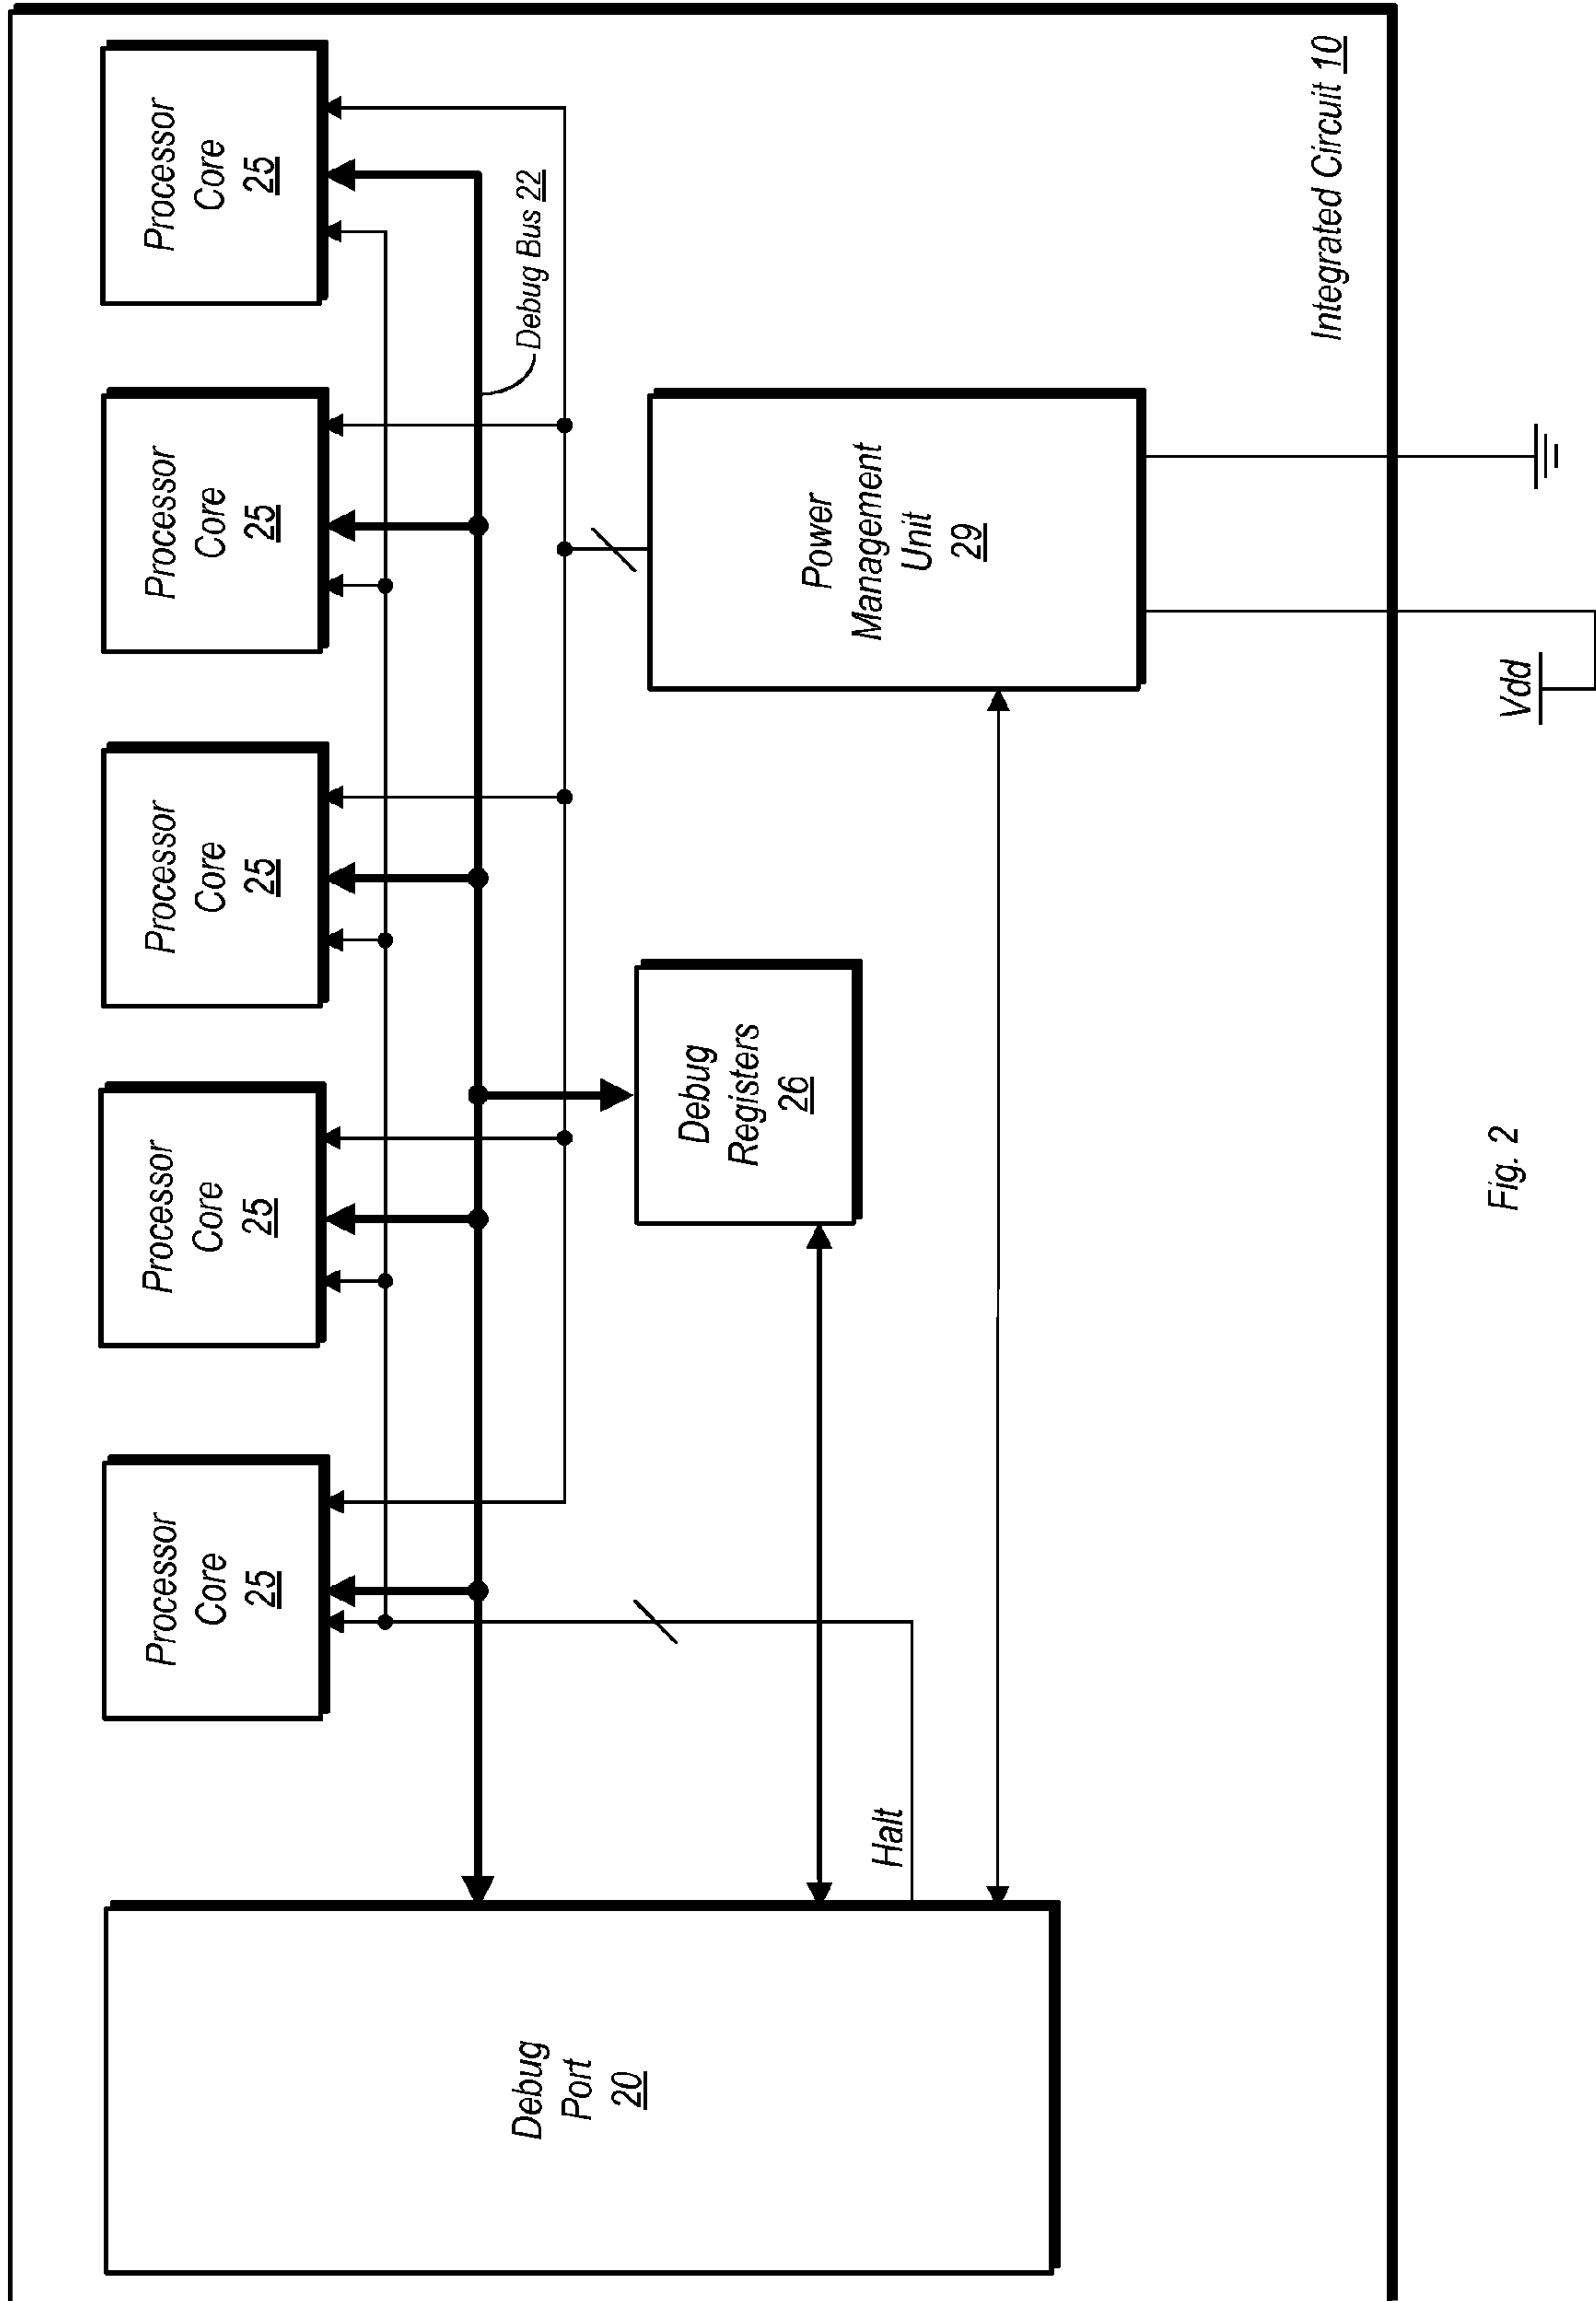 Processor
Core
25
Processor
Core
25
Processor
Core
25
Processor
Core
25
Processor
Core
25
Debug Bus 22
Debug
Port
20
Debug
Registers
26
Power
Management
Unit
29
Halt
Integrated Circuit 10
Vdd
Fig. 2